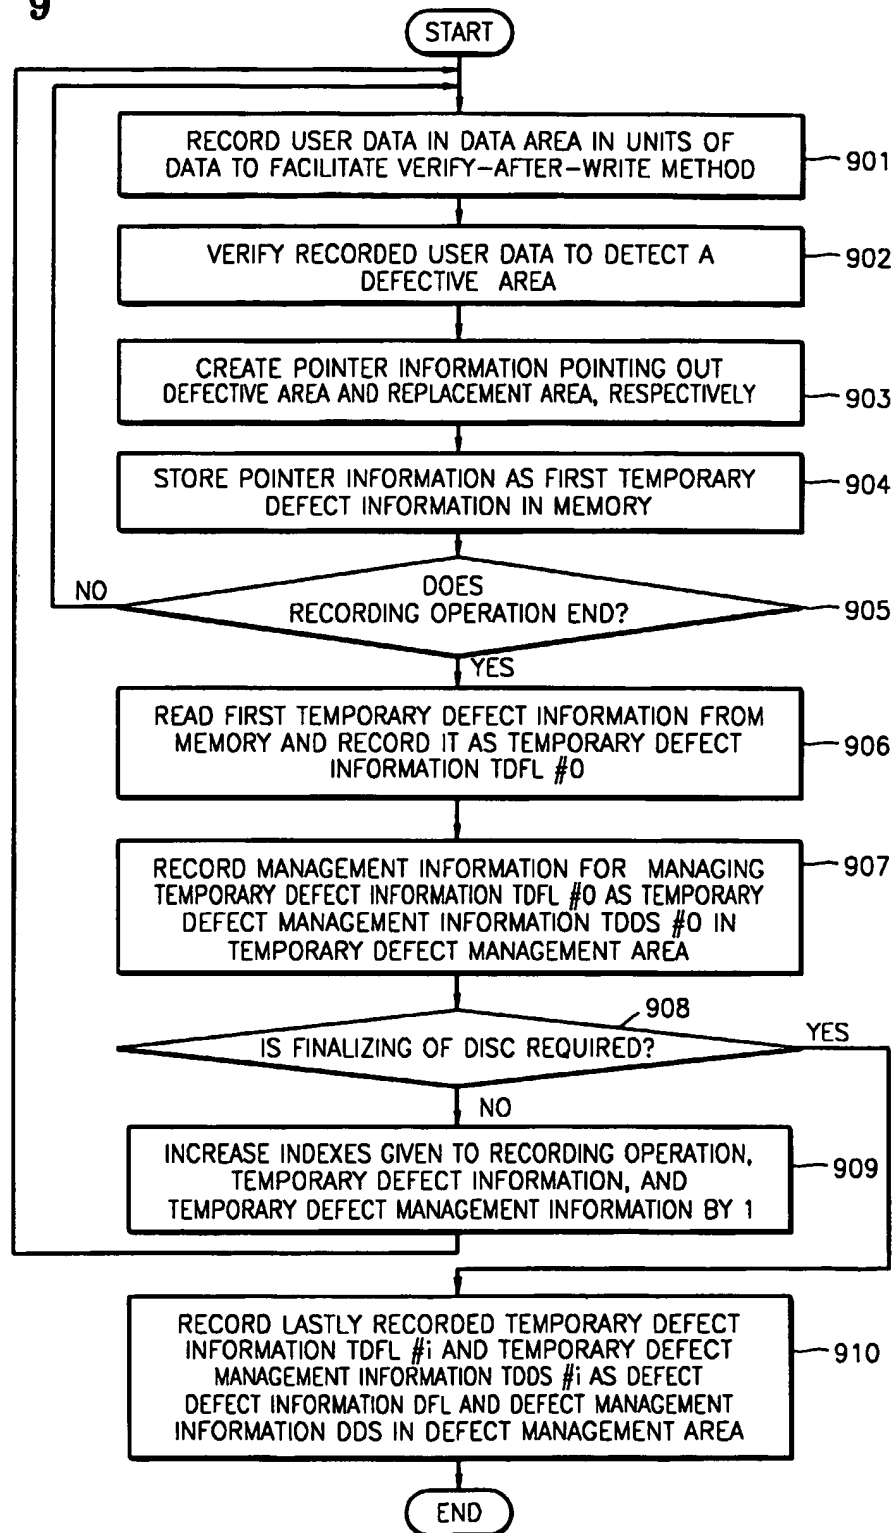 9
START
RECORD USER DATA IN DATA AREA IN UNITS OF
DATA TO FACILITATE VERIFY-AFTER-WRITE METHOD
901
VERIFY RECORDED USER DATA TO DETECT A
DEFECTIVE AREA
902
CREATE POINTER INFORMATION POINTING OUT
DEFECTIVE AREA AND REPLACEMENT AREA, RESPECTIVELY
903
STORE POINTER INFORMATION AS FIRST TEMPORARY
DEFECT INFORMATION IN MEMORY
904
NO
DOES
RECORDING OPERATION END?
905
YES
READ FIRST TEMPORARY DEFECT INFORMATION FROM
MEMORY AND RECORD IT AS TEMPORARY DEFECT
INFORMATION TDFL #0
906
RECORD MANAGEMENT INFORMATION FOR MANAGING
TEMPORARY DEFECT INFORMATION TDFL #0 AS TEMPORARY
DEFECT MANAGEMENT INFORMATION TDDS #0 IN
TEMPORARY DEFECT MANAGEMENT AREA
907
908
IS FINALIZING OF DISC REQUIRED?
YES
NO
INCREASE INDEXES GIVEN TO RECORDING OPERATION,
TEMPORARY DEFECT INFORMATION, AND
TEMPORARY DEFECT MANAGEMENT INFORMATION BY 1
909
RECORD LASTLY RECORDED TEMPORARY DEFECT
INFORMATION TDFL #i AND TEMPORARY DEFECT
MANAGEMENT INFORMATION TDDS #i AS DEFECT
DEFECT INFORMATION DFL AND DEFECT MANAGEMENT
INFORMATION DDS IN DEFECT MANAGEMENT AREA
910
END